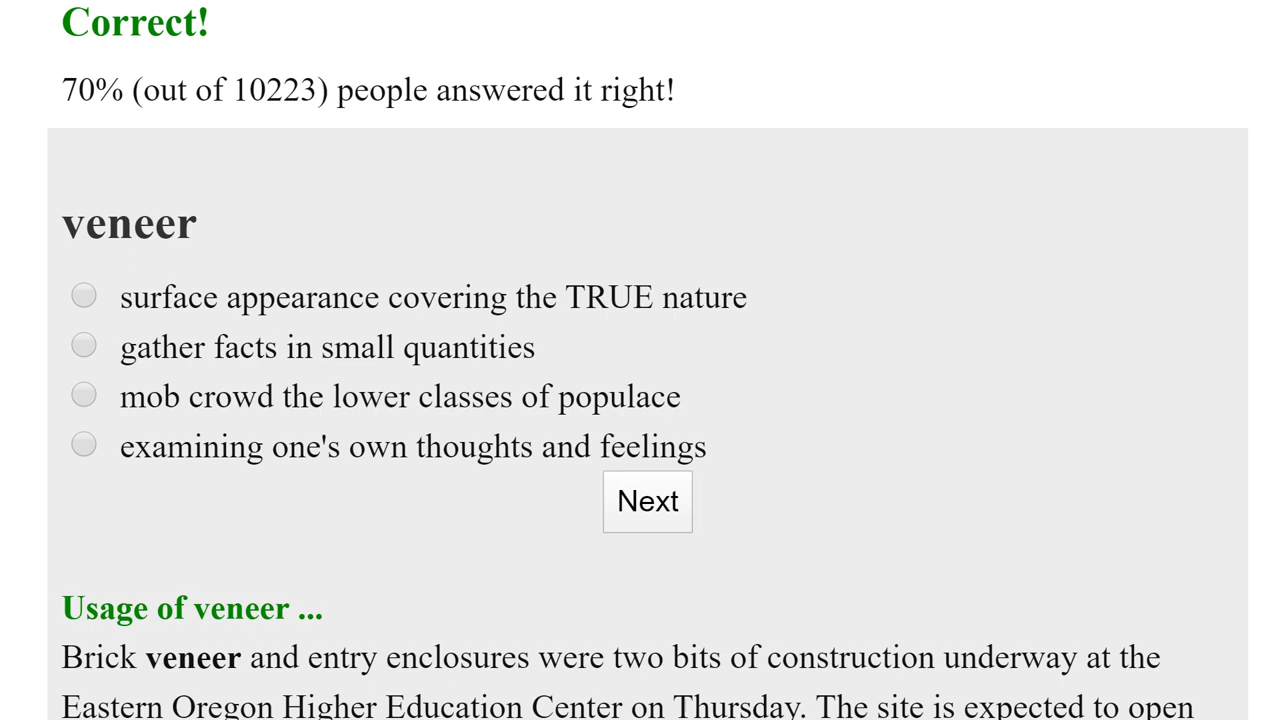 Correct!
70% (out of 10223) people answered it right!
veneer
surface appearance covering the TRUE nature
gather facts in small quantities
mob crowd the lower classes of populace
examining one's own thoughts and feelings
Next
Usage of veneer ...
Brick veneer and entry enclosures were two bits of construction underway at the
Eastern Oregon Higher Education Center on Thursday. The site is expected to open